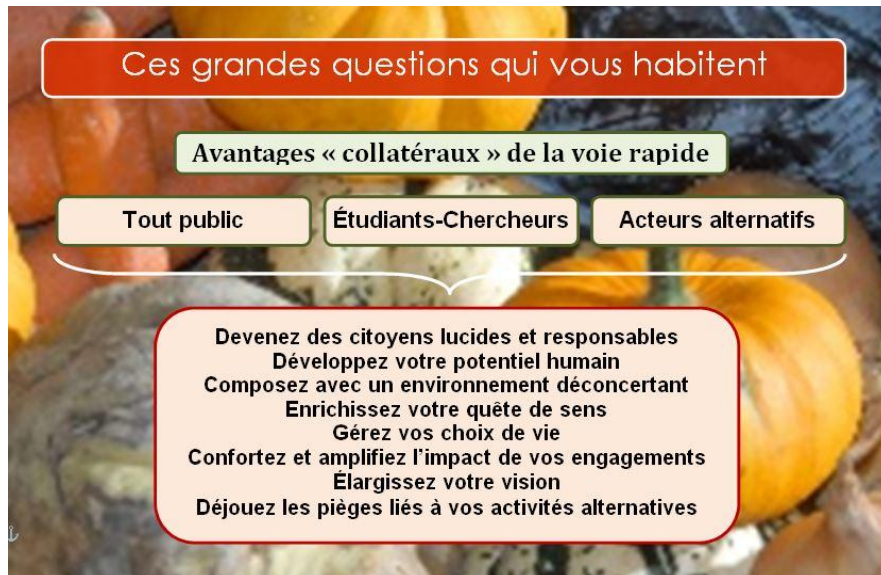 Ces grandes questions qui vous habitent
Avantages « collatéraux » de la voie rapide
Tout public
Étudiants-Chercheurs
Acteurs alternatifs
Devenez des citoyens lucides et responsables
Développez votre potentiel humain
Composez avec un environnement déconcertant
Enrichissez votre quête de sens
Gérez vos choix de vie
Confortez et amplifiez l’impact de vos engagements
Élargissez votre vision
Déjouez les pièges liés à vos activités alternatives